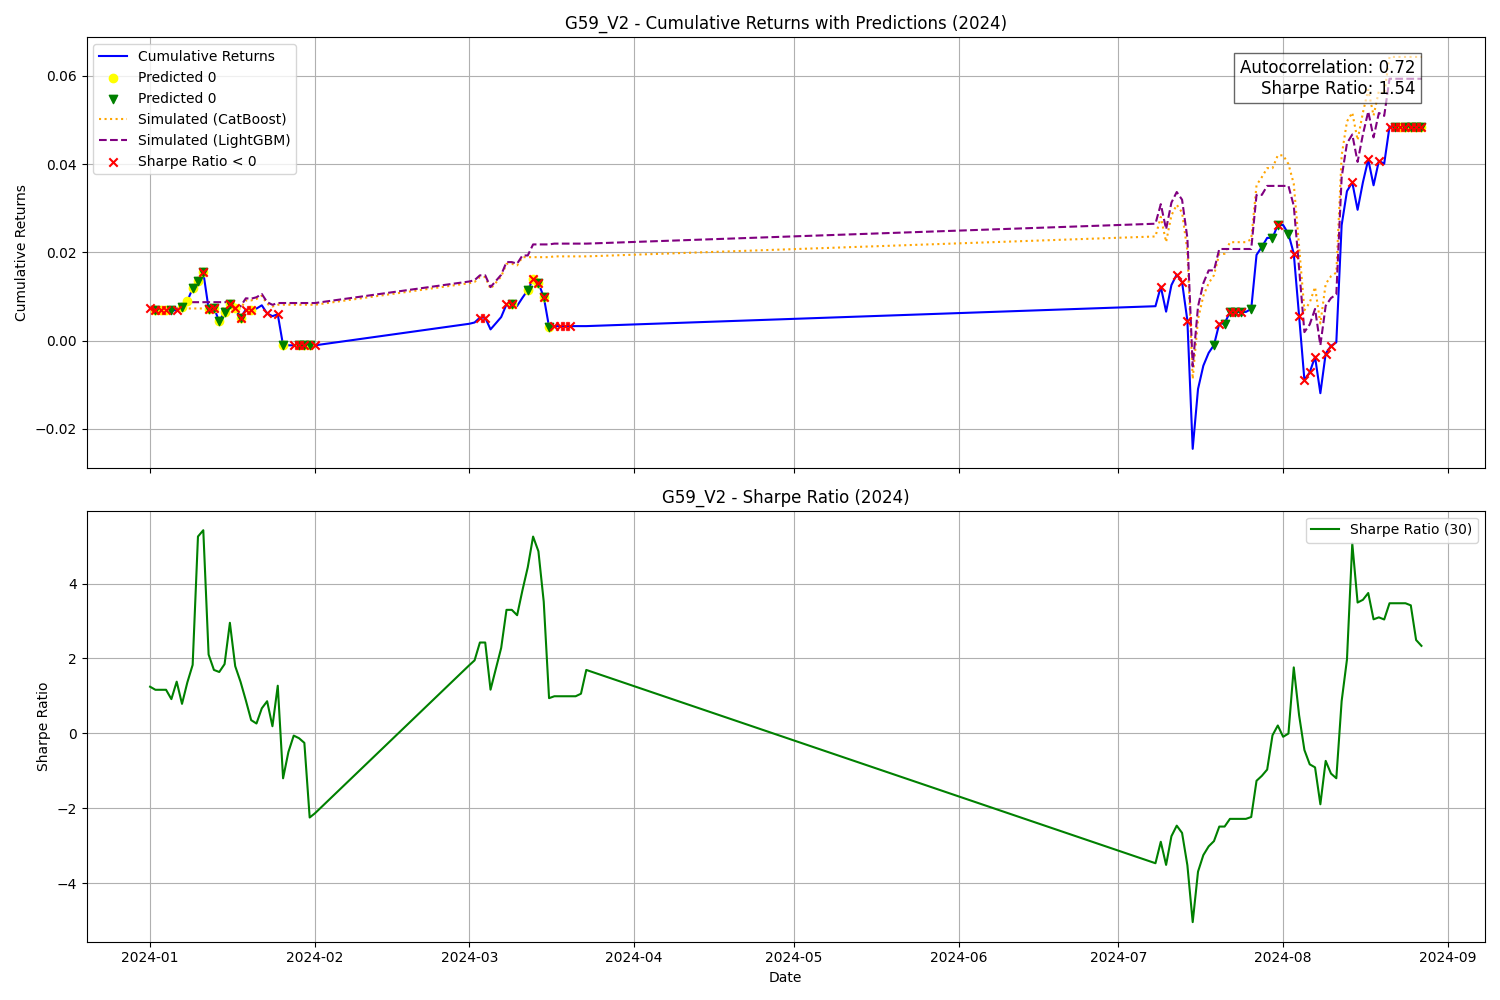 G59_V2 - Cumulative Returns with Predictions (2024)
Cumulative Returns
Predicted 0
Predicted 0
Simulated (CatBoost)
Simulated (LightGBM)
Sharpe Ratio < 0
Autocorrelation: 0.72
Sharpe Ratio: 1.54
0.06
0.04
0.02
0.00
−0.02
Cumulative Returns
G59_V2 - Sharpe Ratio (2024)
Sharpe Ratio (30)
4
2
0
−2
−4
Sharpe Ratio
2024-01 2024-02 2024-03 2024-04 2024-05 2024-06 2024-07 2024-08 2024-09
Date